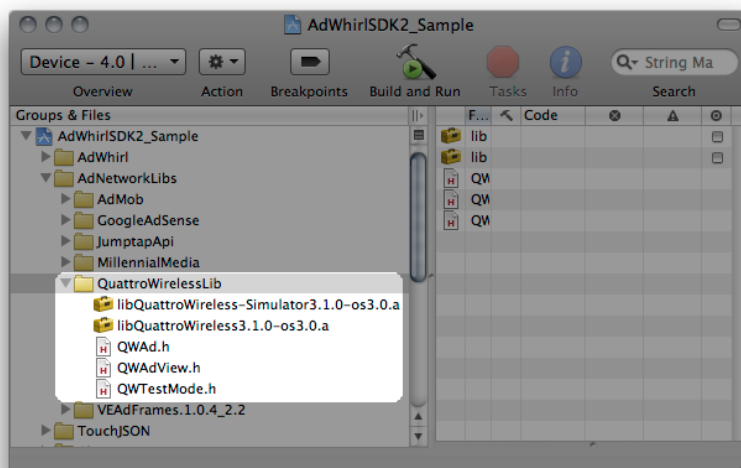 AdWhirlSDK2_Sample
Device - 4.0 | ...
Overview
Action
Breakpoints
Build and Run
Tasks
Info
String Ma
Search
Groups & Files
F...
Code
AdWhirlSDK2_Sample
AdWhirl
AdNetworkLibs
AdMob
GoogleAdSense
JumptapApi
MillennialMedia
QuattroWirelessLib
libQuattroWireless-Simulator3.1.0-os3.0.a
libQuattroWireless3.1.0-os3.0.a
QWAd.h
QWAdView.h
QWTestMode.h
VEAdFrames.1.0.4_2.2
TouchJSON
lib
lib
QW
QW
QW